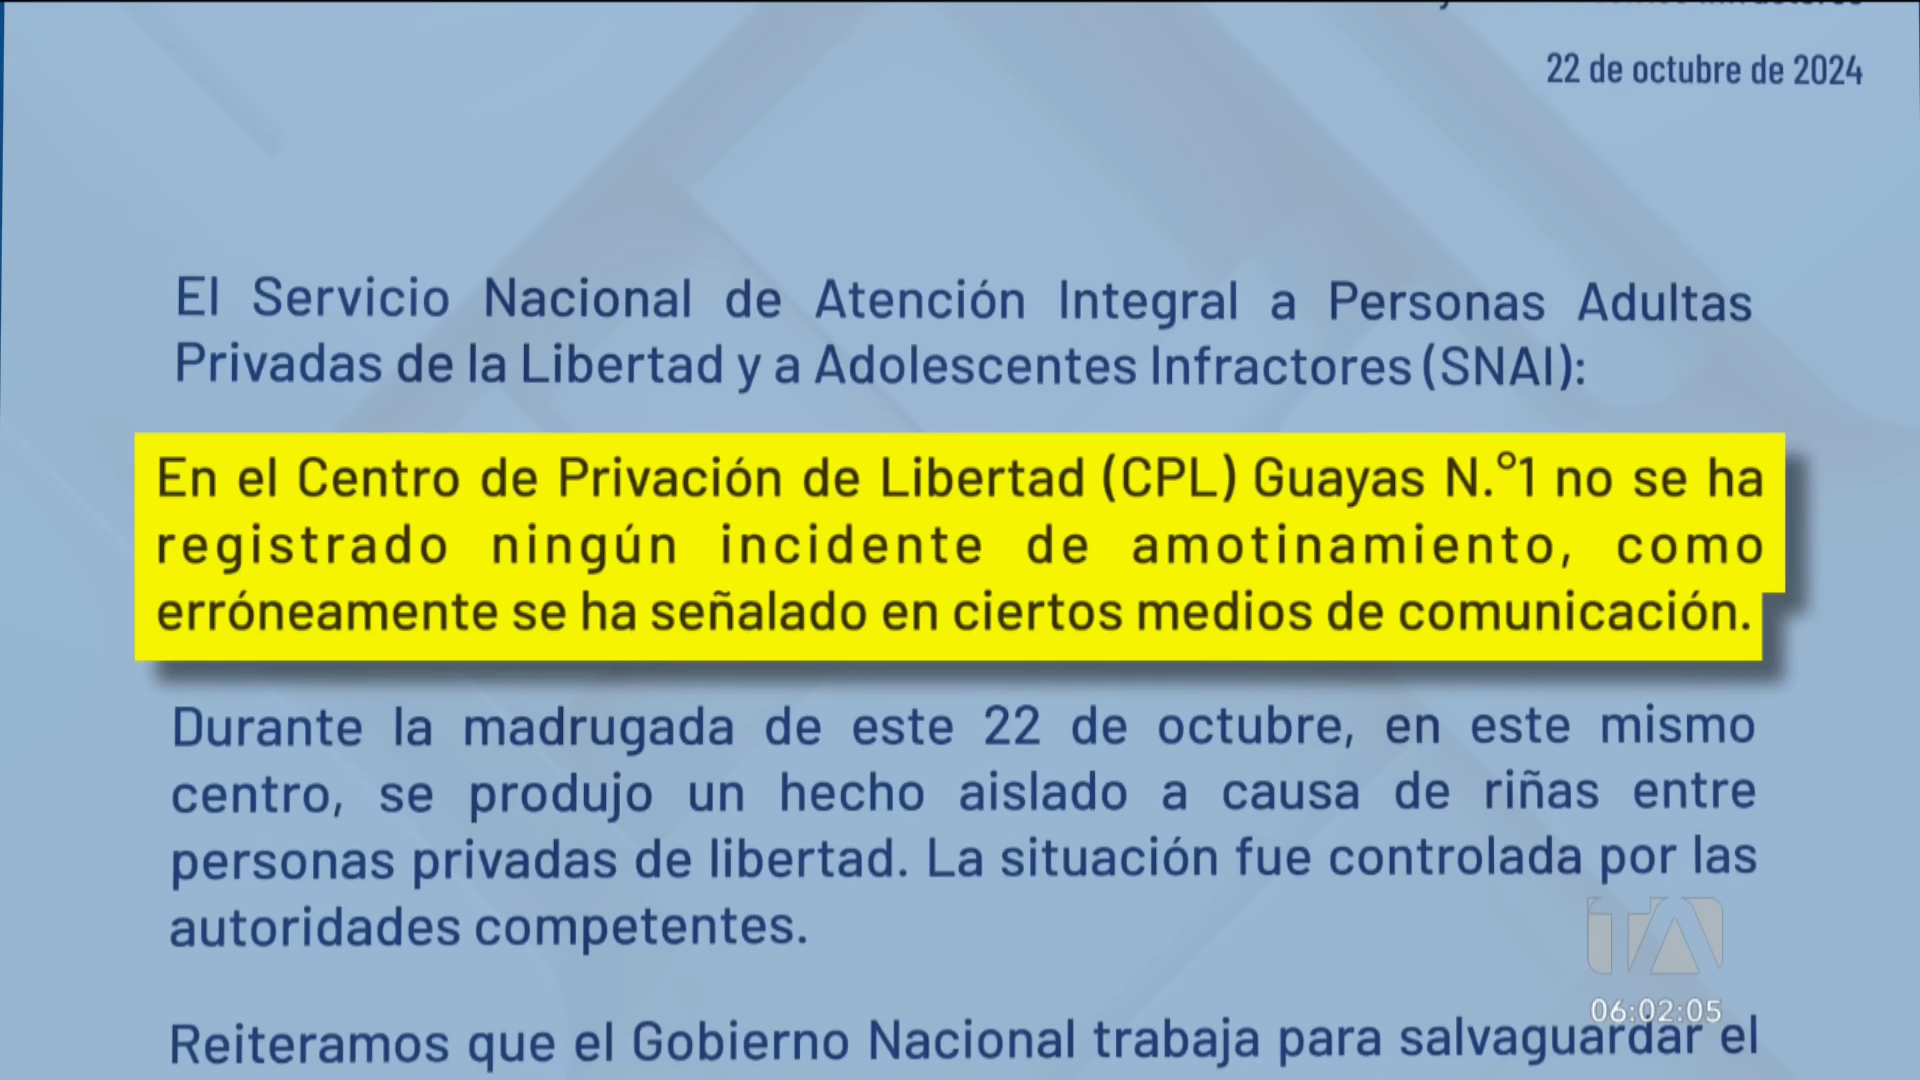 22 de octubre de 2024
El Servicio Nacional de Atención Integral a Personas Adultas
Privadas de la Libertad y a Adolescentes Infractores (SNAI):
En el Centro de Privación de Libertad (CPL) Guayas N.°1 no se ha
registrado ningún incidente de amotinamiento, como
erróneamente se ha señalado en ciertos medios de comunicación.
Durante la madrugada de este 22 de octubre, en este mismo
centro, se produjo un hecho aislado a causa de riñas entre
personas privadas de libertad. La situación fue controlada por las
autoridades competentes.
TA
06:02:05
Reiteramos que el Gobierno Nacional trabaja para salvaguardar el